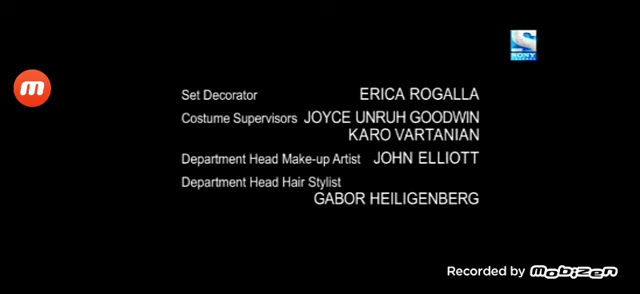 SONY
m
Set Decorator ERICA ROGALLA
Costume Supervisors JOYCE UNRUH GOODWIN
KARO VARTANIAN
Department Head Make-up Artist JOHN ELLIOTT
Department Head Hair Stylist
GABOR HEILIGENBERG
Recorded by mobizen